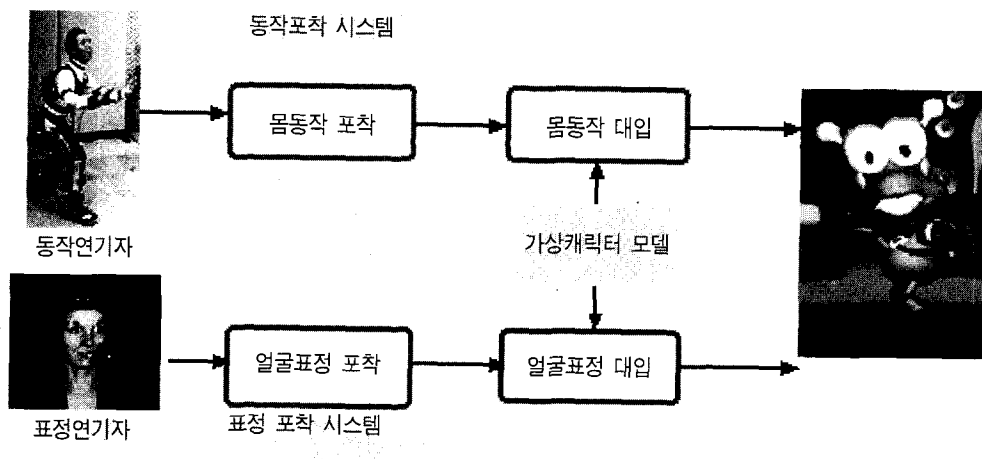 동작포착 시스템
몸동작 포착
몸동작 대입
동작연기자
가상캐릭터 모델
얼굴표정 포착
얼굴표정 대입
표정연기자
표정 포착 시스템